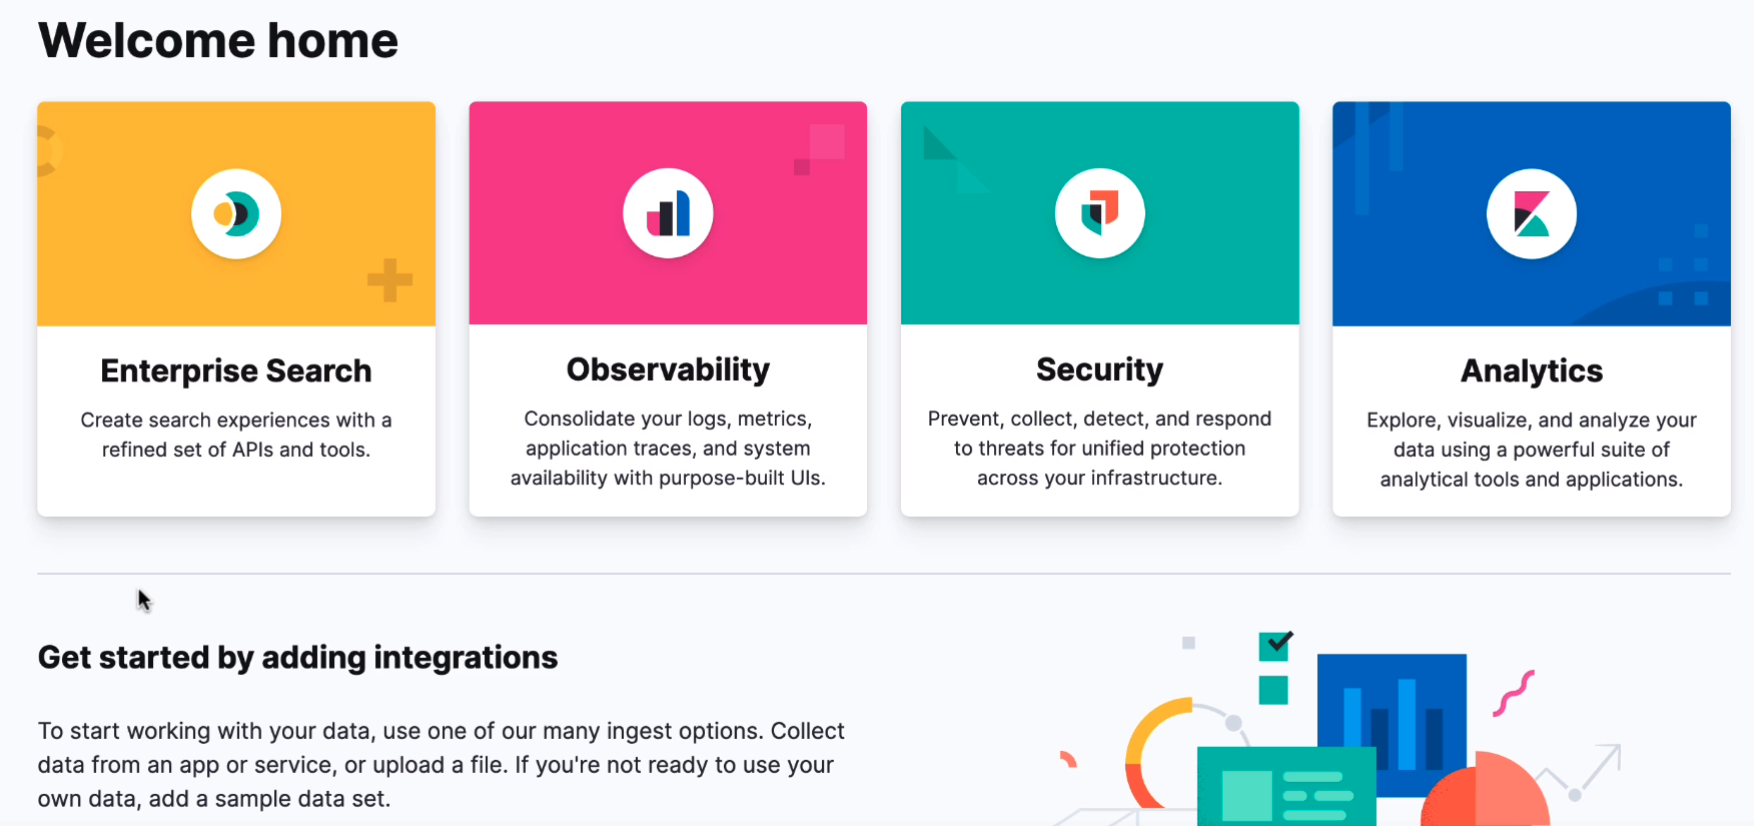 Welcome home
Enterprise Search
Create search experiences with a
refined set of APIs and tools.
Observability
Consolidate your logs, metrics,
application traces, and system
availability with purpose-built UIs.
Security
Prevent, collect, detect, and respond
to threats for unified protection
across your infrastructure.
Analytics
Explore, visualize, and analyze your
data using a powerful suite of
analytical tools and applications.
Get started by adding integrations
To start working with your data, use one of our many ingest options. Collect
data from an app or service, or upload a file. If you're not ready to use your
own data, add a sample data set.